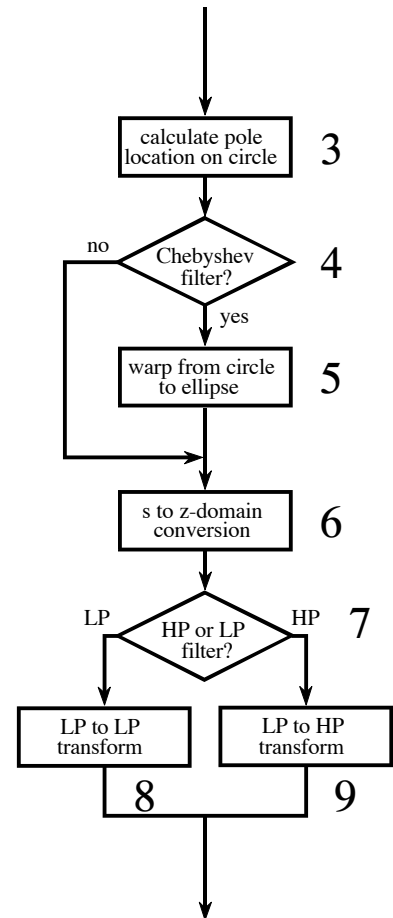 calculate pole
location on circle
3
Chebyshev
filter?
4
no
yes
warp from circle
to ellipse
5
s to z-domain
conversion
6
LP
HP
7
HP or LP
filter?
LP to LP
transform
8
LP to HP
transform
9